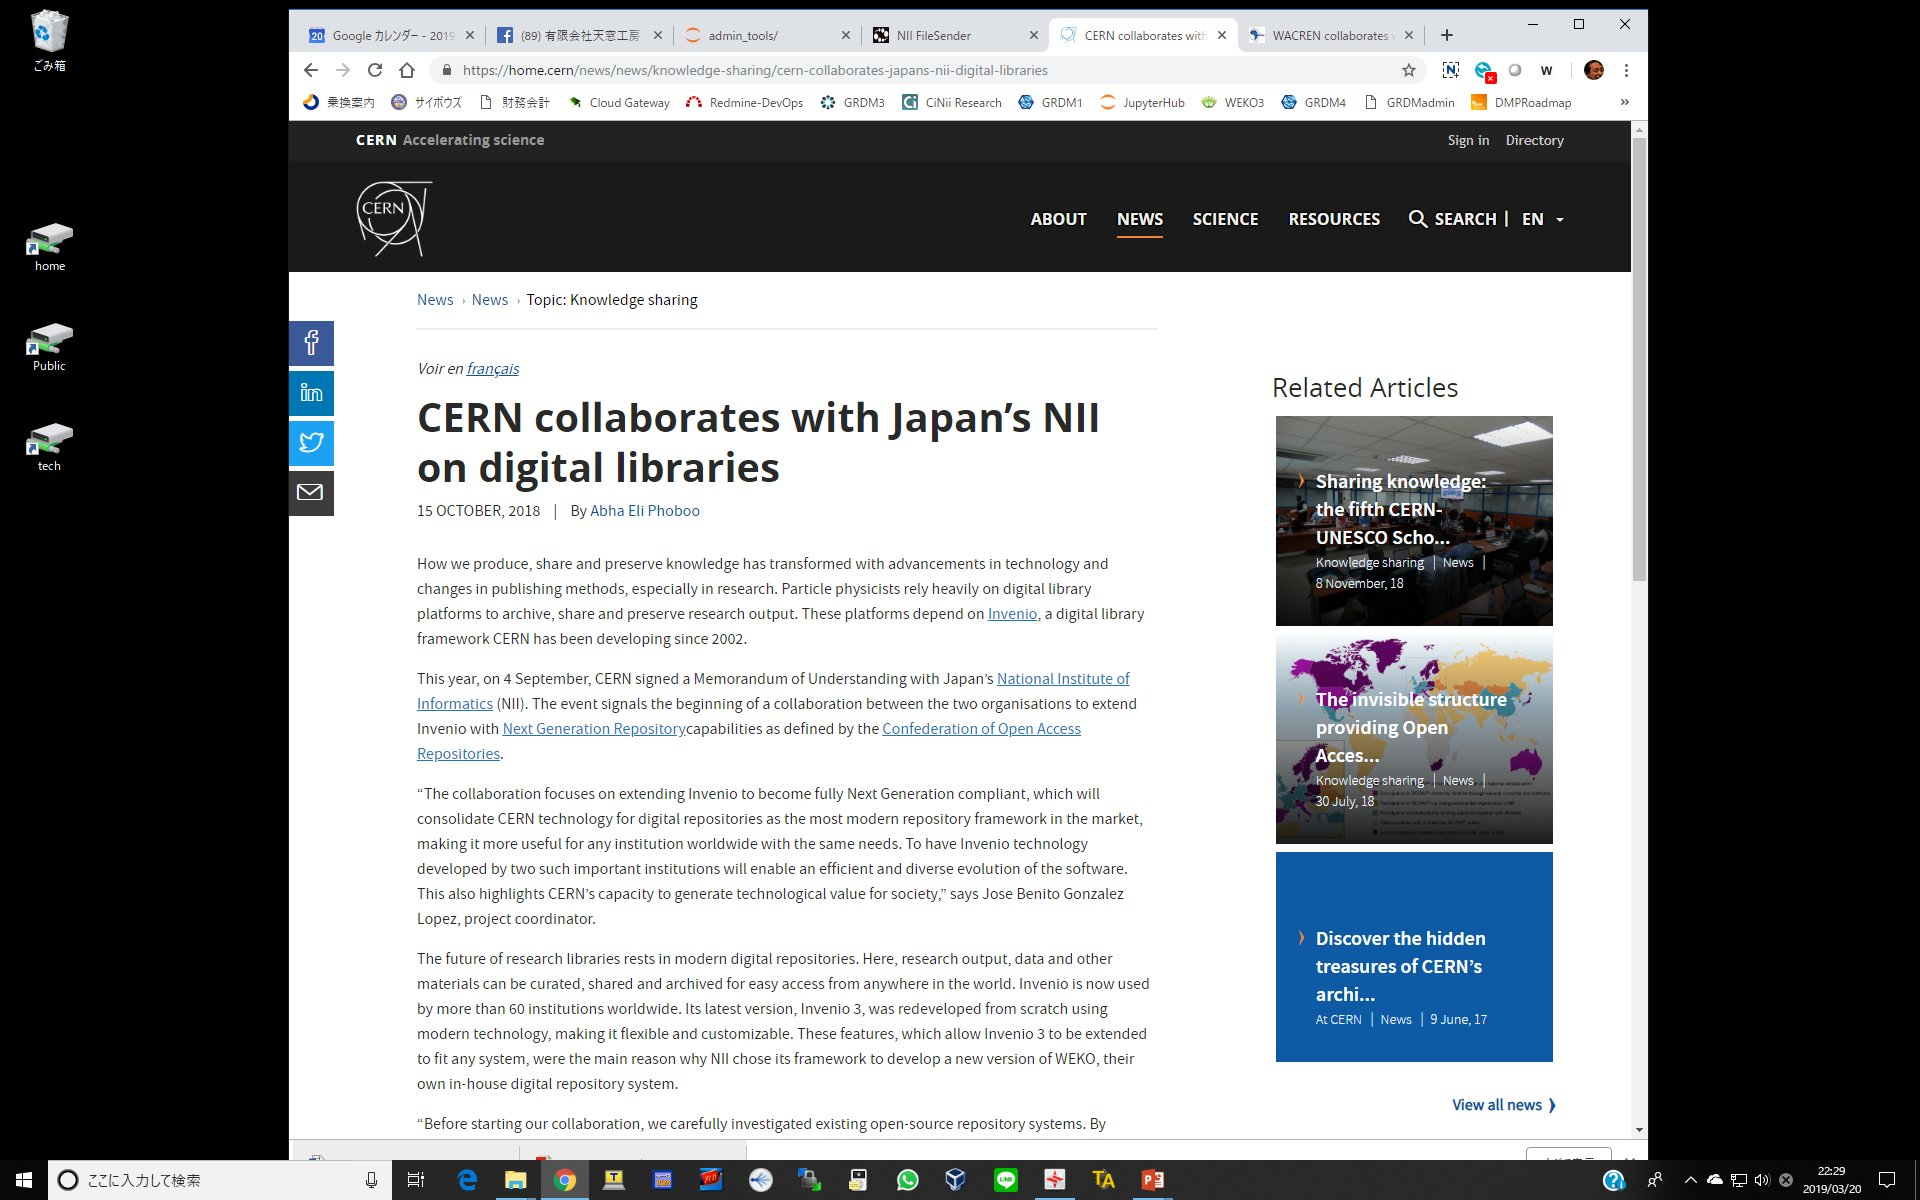 ごみ箱
home
Public
tech
Google カレンダー - 2019
(89) 有限会社天窓工房
admin_tools/
NII FileSender
CERN collaborates with
WACREN collaborates
https://home.cern/news/news/knowledge-sharing/cern-collaborates-japans-nii-digital-libraries
乗換案内
サイボウズ
財務会計
Cloud Gateway
Redmine-DevOps
GRDM3
CiNii Research
GRDM1
JupyterHub
WEKO3
GRDM4
GRDMadmin
DMPRoadmap
CERN Accelerating science
Sign in
Directory
CERN
ABOUT
NEWS
SCIENCE
RESOURCES
SEARCH |
EN
News › News › Topic: Knowledge sharing
Voir en français
CERN collaborates with Japan’s NII
on digital libraries
15 OCTOBER, 2018 | By Abha Eli Phoboo
How we produce, share and preserve knowledge has transformed with advancements in technology and
changes in publishing methods, especially in research. Particle physicists rely heavily on digital library
platforms to archive, share and preserve research output. These platforms depend on Invenio, a digital library
framework CERN has been developing since 2002.
This year, on 4 September, CERN signed a Memorandum of Understanding with Japan’s National Institute of
Informatics (NII). The event signals the beginning of a collaboration between the two organisations to extend
Invenio with Next Generation Repositorycapabilities as defined by the Confederation of Open Access
Repositories.
“The collaboration focuses on extending Invenio to become fully Next Generation compliant, which will
consolidate CERN technology for digital repositories as the most modern repository framework in the market,
making it more useful for any institution worldwide with the same needs. To have Invenio technology
developed by two such important institutions will enable an efficient and diverse evolution of the software.
This also highlights CERN’s capacity to generate technological value for society,” says Jose Benito Gonzalez
Lopez, project coordinator.
The future of research libraries rests in modern digital repositories. Here, research output, data and other
materials can be curated, shared and archived for easy access from anywhere in the world. Invenio is now used
by more than 60 institutions worldwide. Its latest version, Invenio 3, was redeveloped from scratch using
modern technology, making it flexible and customizable. These features, which allow Invenio 3 to be extended
to fit any system, were the main reason why NII chose its framework to develop a new version of WEKO, their
own in-house digital repository system.
“Before starting our collaboration, we carefully investigated existing open-source repository systems. By
Related Articles
Sharing knowledge:
the fifth CERN-
UNESCO Scho...
Knowledge sharing | News |
8 November, 18
The invisible structure
providing Open
Acces...
Knowledge sharing | News |
30 July, 18
Discover the hidden
treasures of CERN’s
archi...
At CERN | News | 9 June, 17
View all news
ここに入力して検索
22:29
2019/03/20